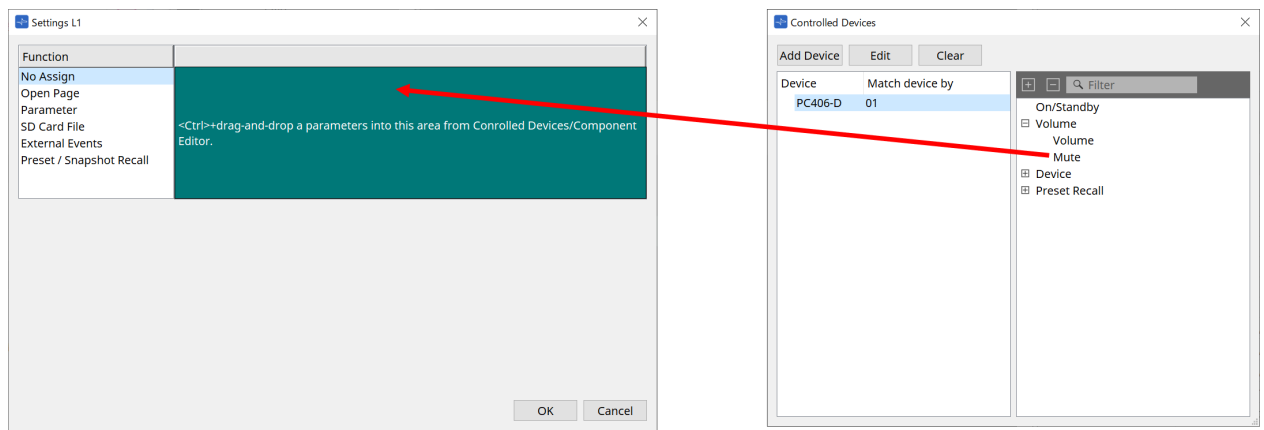 Settings L1
Function
No Assign
Open Page
Parameter
SD Card File
External Events
Preset / Snapshot Recall
<Ctrl>+drag-and-drop a parameters into this area from Conrolled Devices/Component
Editor.
OK Cancel
Controlled Devices
Add Device Edit Clear
Device Match device by
PC406-D 01
Filter
On/Standby
Volume
Volume
Mute
Device
Preset Recall